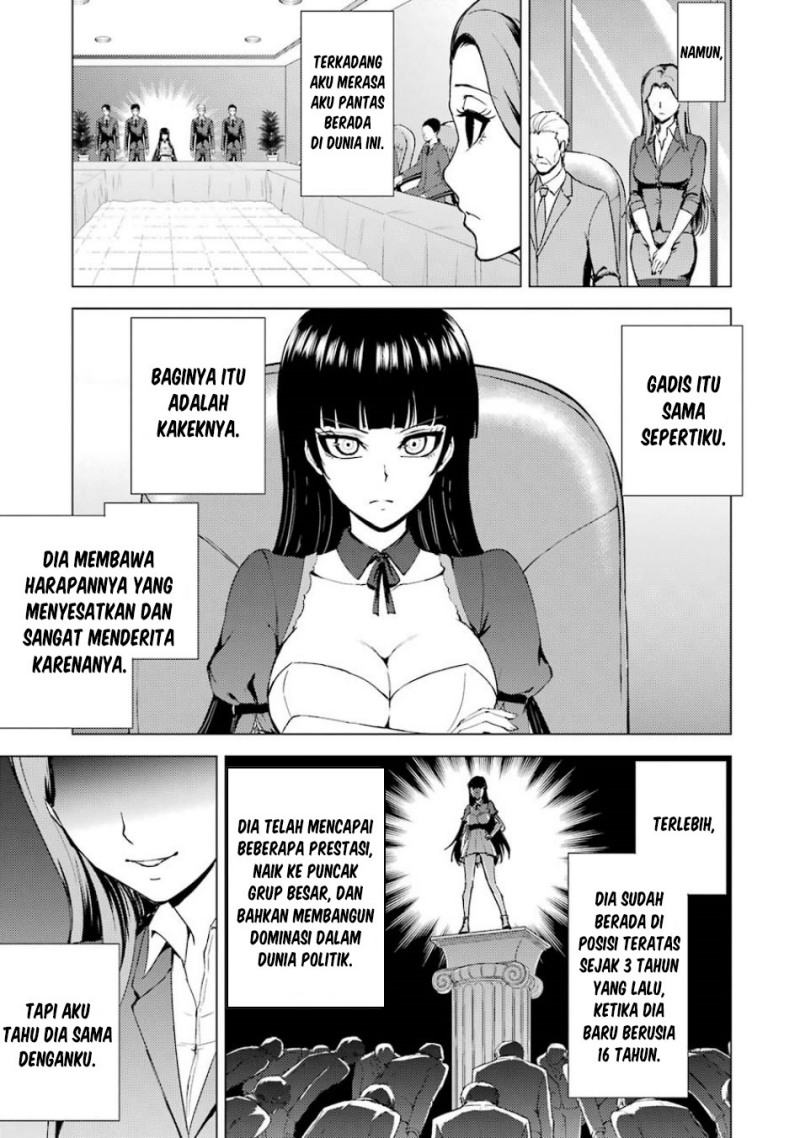 NAMUN,
TERKADANG
AKU MERASA
AKU PANTAS
BERADA
DI DUNIA INI.
GADIS ITU
SAMA
SEPERTIKU.
BAGINYA ITU
ADALAH
KAKEKNYA.
DIA MEMBAWA
HARAPANNYA YANG
MENYESATKAN DAN
SANGAT MENDERITA
KARENANYA.
TERLEBIH,
DIA SUDAH
BERADA DI
POSISI TERATAS
SEJAK 3 TAHUN
YANG LALU,
KETIKA DIA
BARU BERUSIA
16 TAHUN.
DIA TELAH MENCAPAI
BEBERAPA PRESTASI,
NAIK KE PUNCAK
GRUP BESAR, DAN
BAHKAN MEMBANGUN
DOMINASI DALAM
DUNIA POLITIK.
TAPI AKU
TAHU DIA SAMA
DENGANKU.